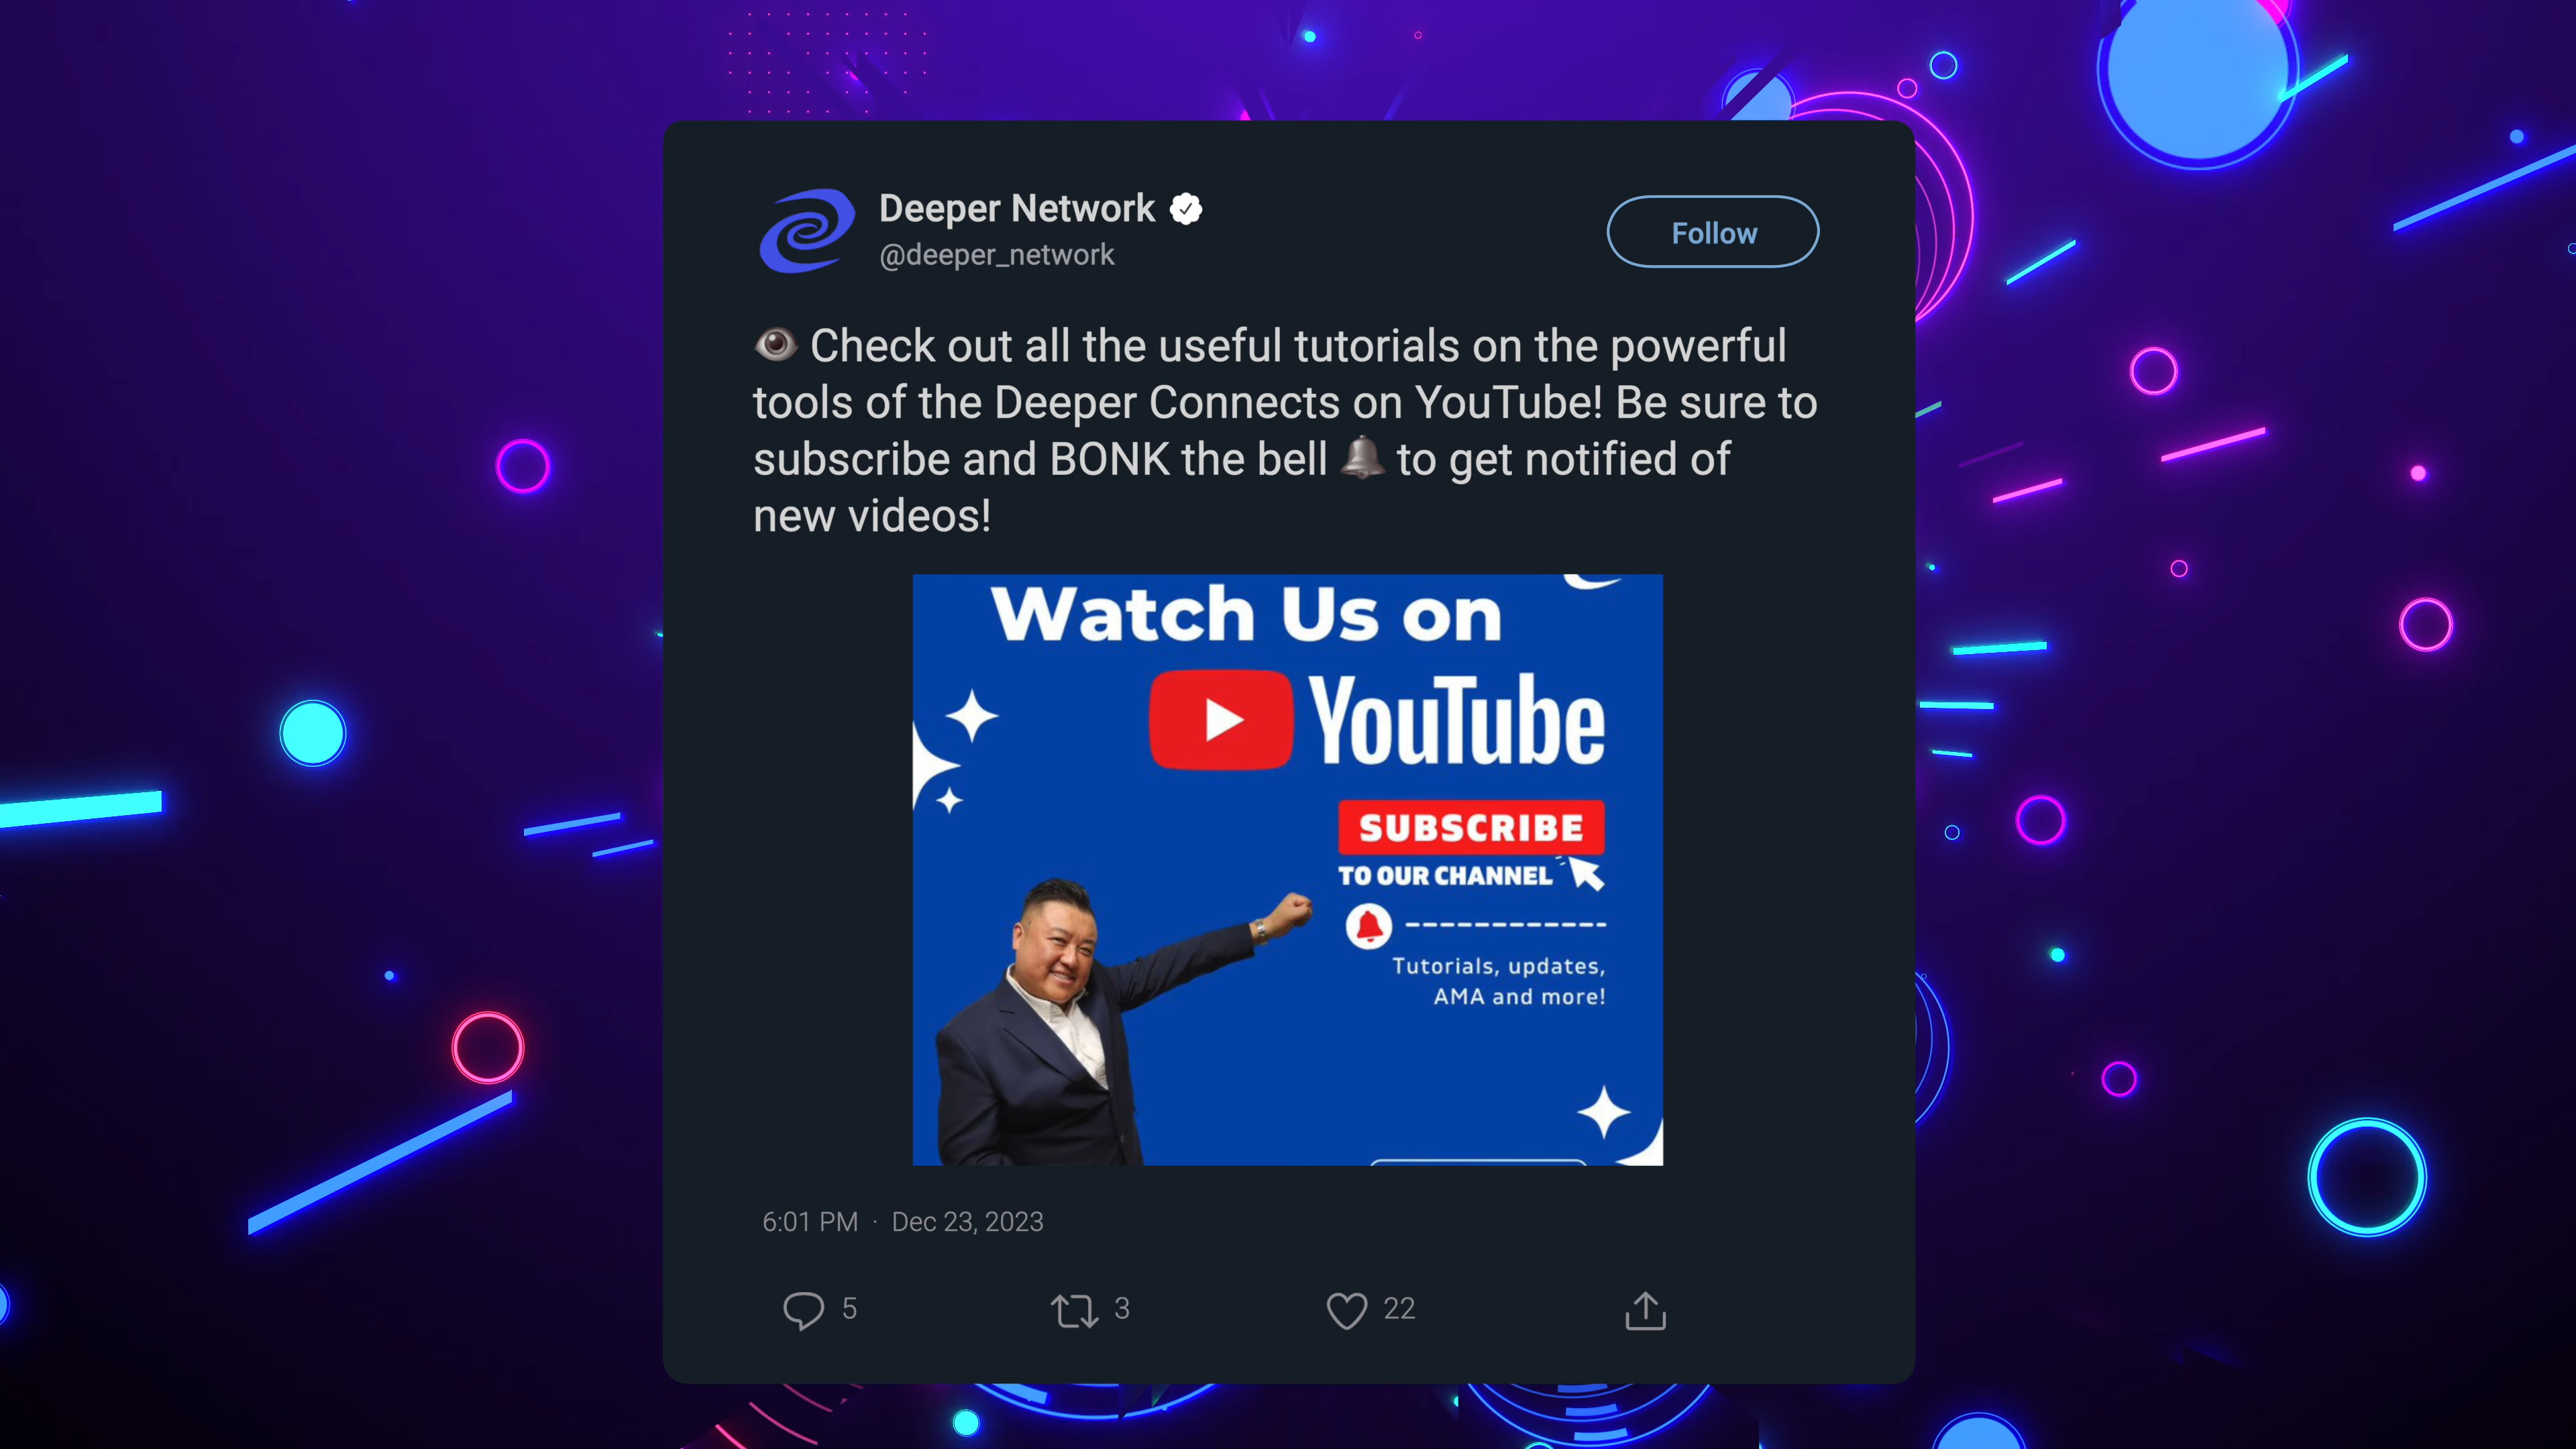 Deeper Network
@deeper_network
Follow
👁 Check out all the useful tutorials on the powerful
tools of the Deeper Connects on YouTube! Be sure to
subscribe and BONK the bell 🔔 to get notified of
new videos!
Watch Us on
YouTube
SUBSCRIBE
TO OUR CHANNEL
Tutorials, updates,
AMA and more!
6:01 PM · Dec 23, 2023
5 3 22